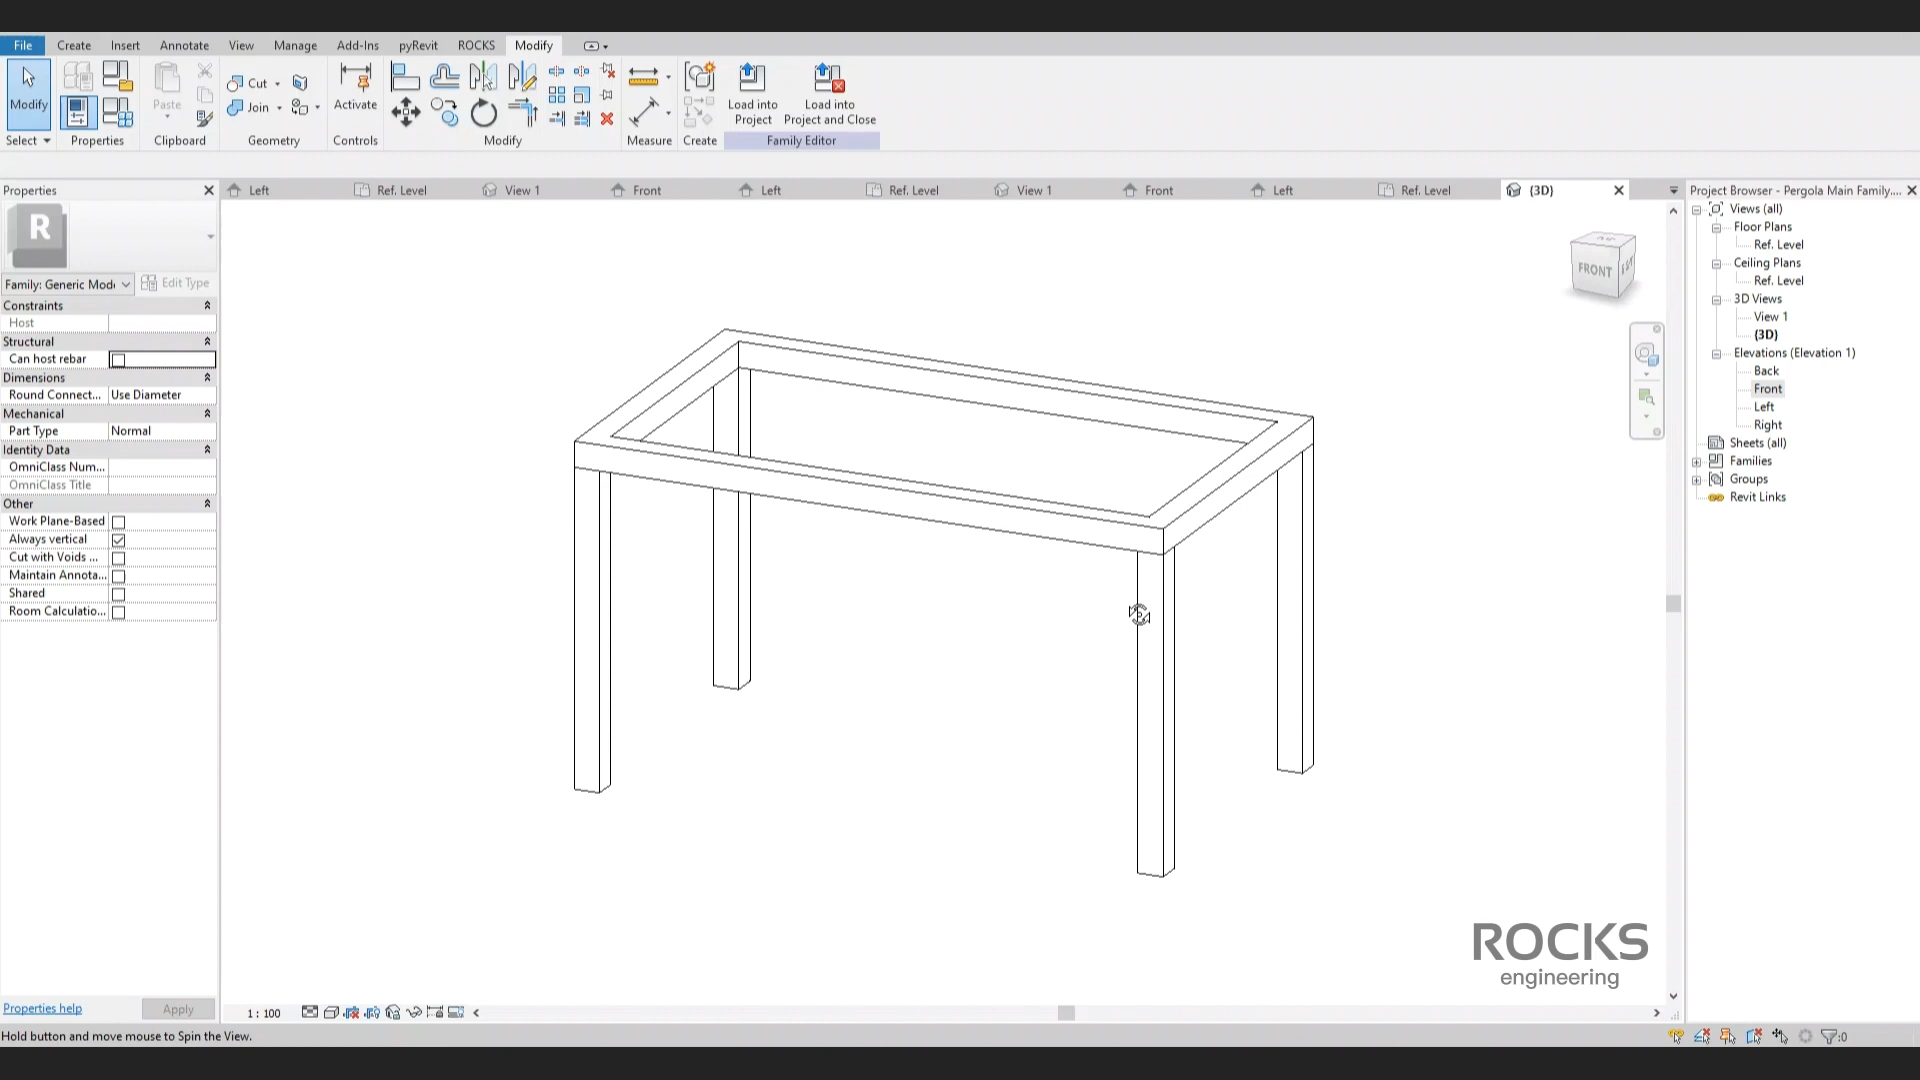 File Create Insert Annotate View Manage Add-Ins pyRevit ROCKS Modify
Modify
Select
Properties
Paste
Clipboard
Cut
Join
Geometry
Activate
Controls
Modify
Measure
Create
Load into
Project
Load into
Project and Close
Family Editor
Properties
R
Family: Generic Mod
Edit Type
Constraints
Host
Structural
Can host rebar
Dimensions
Round Connect... Use Diameter
Mechanical
Part Type Normal
Identity Data
OmniClass Num...
OmniClass Title
Other
Work Plane-Based
Always vertical
Cut with Voids ...
Maintain Annota...
Shared
Room Calculatio...
Properties help
Apply
Left Ref. Level View 1 Front Left Ref. Level View 1 Front Left Ref. Level (3D)
FRONT
ROCKS
engineering
1 : 100
Project Browser - Pergola Main Family....
Views (all)
Floor Plans
Ref. Level
Ceiling Plans
Ref. Level
3D Views
View 1
(3D)
Elevations (Elevation 1)
Back
Front
Left
Right
Sheets (all)
Families
Groups
Revit Links
Hold button and move mouse to Spin the View.
:0